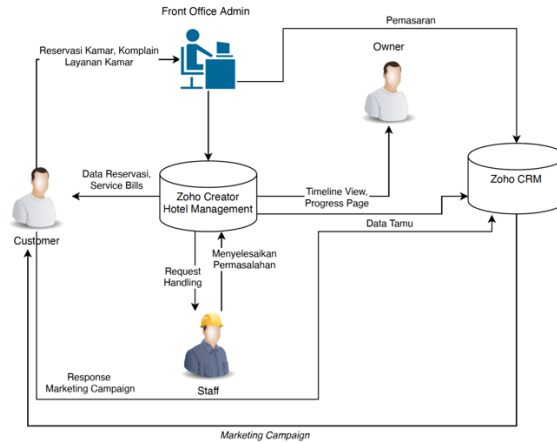 Front Office Admin
Pemasaran
Reservasi Kamar, Komplain
Layanan Kamar
Owner
Data Reservasi,
Service Bills
Zoho Creator
Hotel Management
Timeline View,
Progress Page
Zoho CRM
Customer
Data Tamu
Request
Handling
Menyelesaikan
Permasalahan
Response
Marketing Campaign
Staff
Marketing Campaign